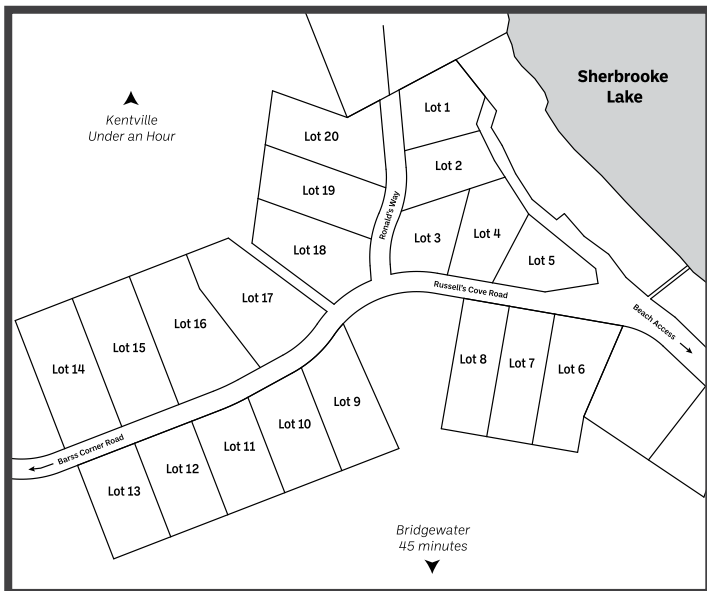 Sherbrooke
Lake
Kentville
Under an Hour
Lot 1
Lot 20
Lot 2
Lot 19
Ronald's Way
Lot 3
Lot 4
Lot 18
Lot 5
Russell's Cove Road
Lot 17
Beach Access
Lot 16
Lot 15
Lot 14
Lot 8
Lot 7
Lot 6
Lot 9
Lot 10
Lot 11
Barss Corner Road
Lot 12
Lot 13
Bridgewater
45 minutes